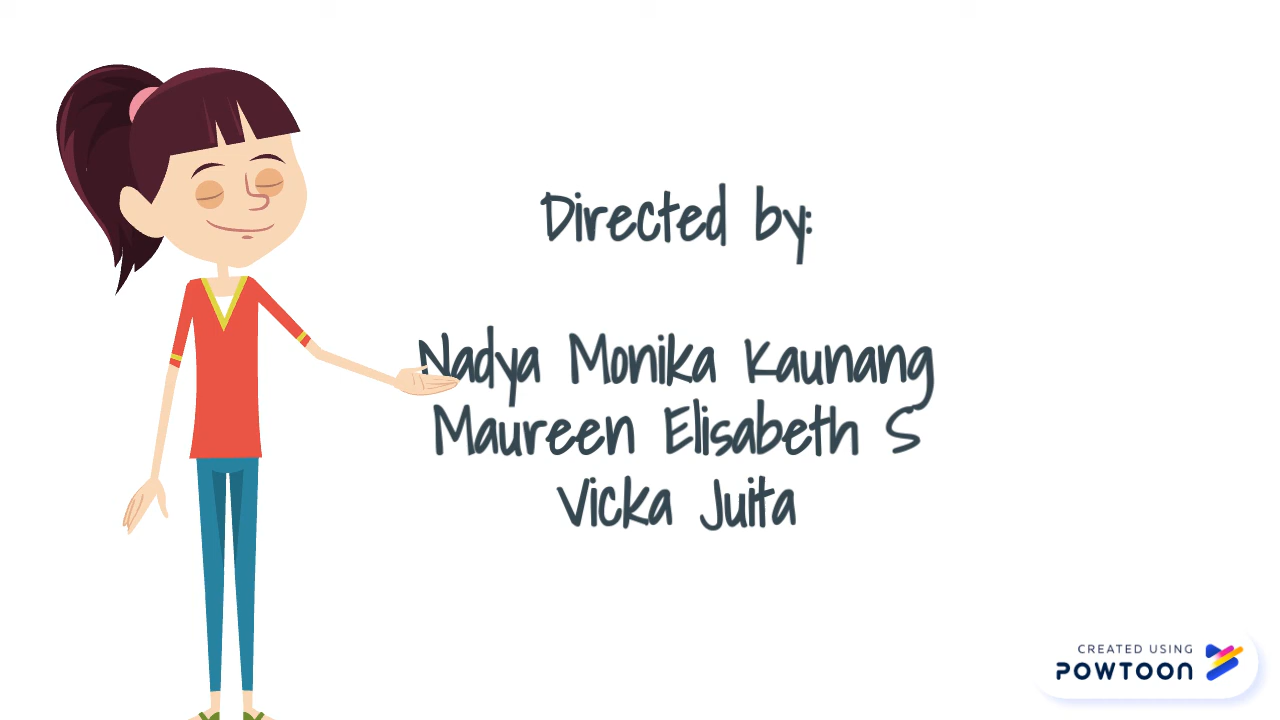 Directed by:
Nadya Monika Kaunang
Maureen Elisabeth S
Vicka Juita
CREATED USING
POWTOON